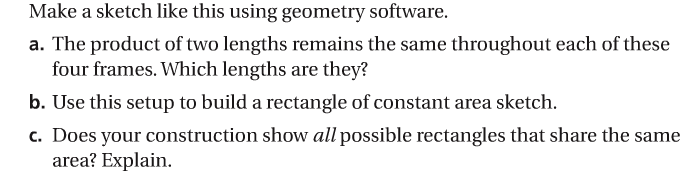 Make a sketch like this using geometry software.
a. The product of two lengths remains the same throughout each of these
four frames. Which lengths are they?
b. Use this setup to build a rectangle of constant area sketch.
c. Does your construction show all possible rectangles that share the same
area? Explain.